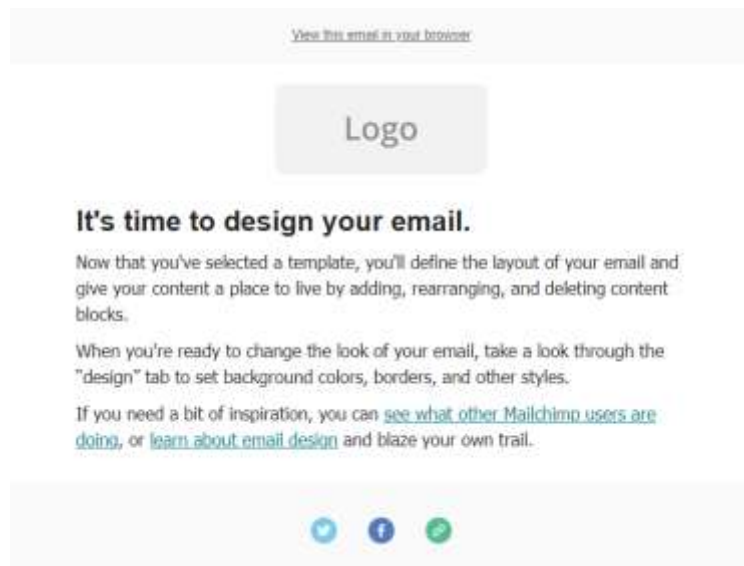 View this email in your browser
Logo
It's time to design your email.
Now that you've selected a template, you'll define the layout of your email and
give your content a place to live by adding, rearranging, and deleting content
blocks.
When you're ready to change the look of your email, take a look through the
"design" tab to set background colors, borders, and other styles.
If you need a bit of inspiration, you can see what other Mailchimp users are
doing, or learn about email design and blaze your own trail.